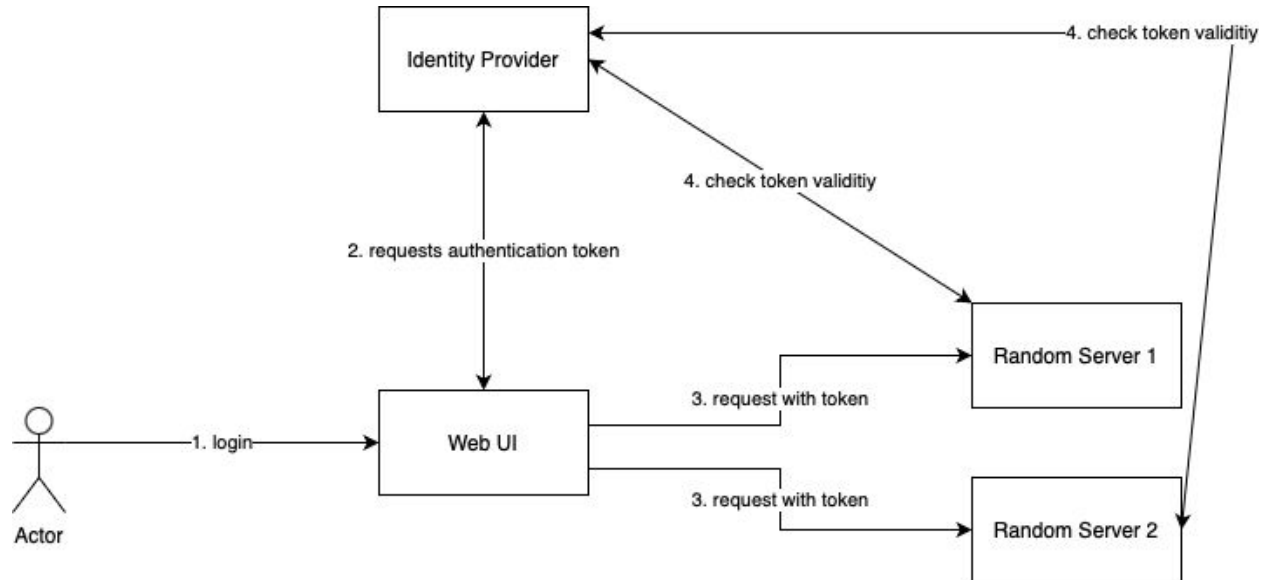 Identity Provider
4. check token validitiy
4. check token validitiy
2. requests authentication token
Random Server 1
3. request with token
1. login
Web UI
3. request with token
Random Server 2
Actor